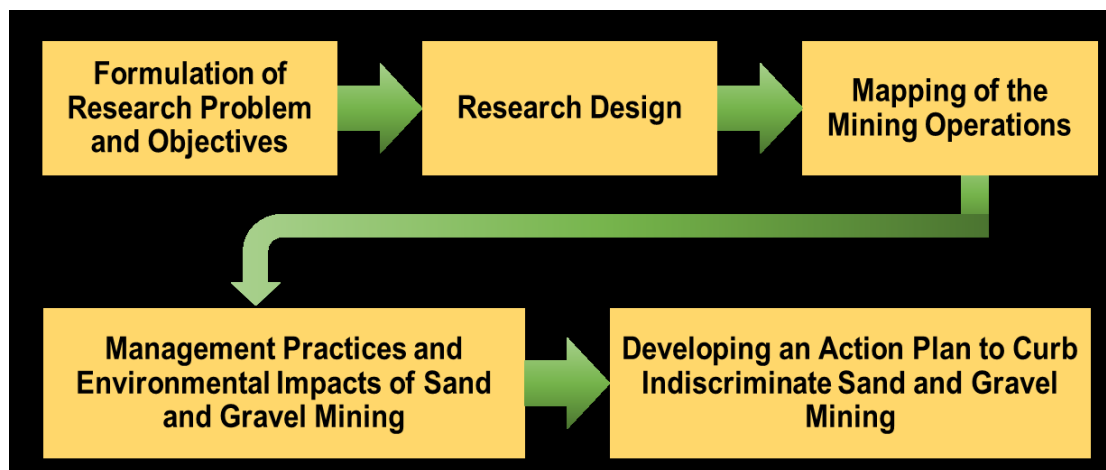 Formulation of
Research Problem
and Objectives
Research Design
Mapping of the
Mining Operations
Management Practices and
Environmental Impacts of Sand
and Gravel Mining
Developing an Action Plan to Curb
Indiscriminate Sand and Gravel
Mining